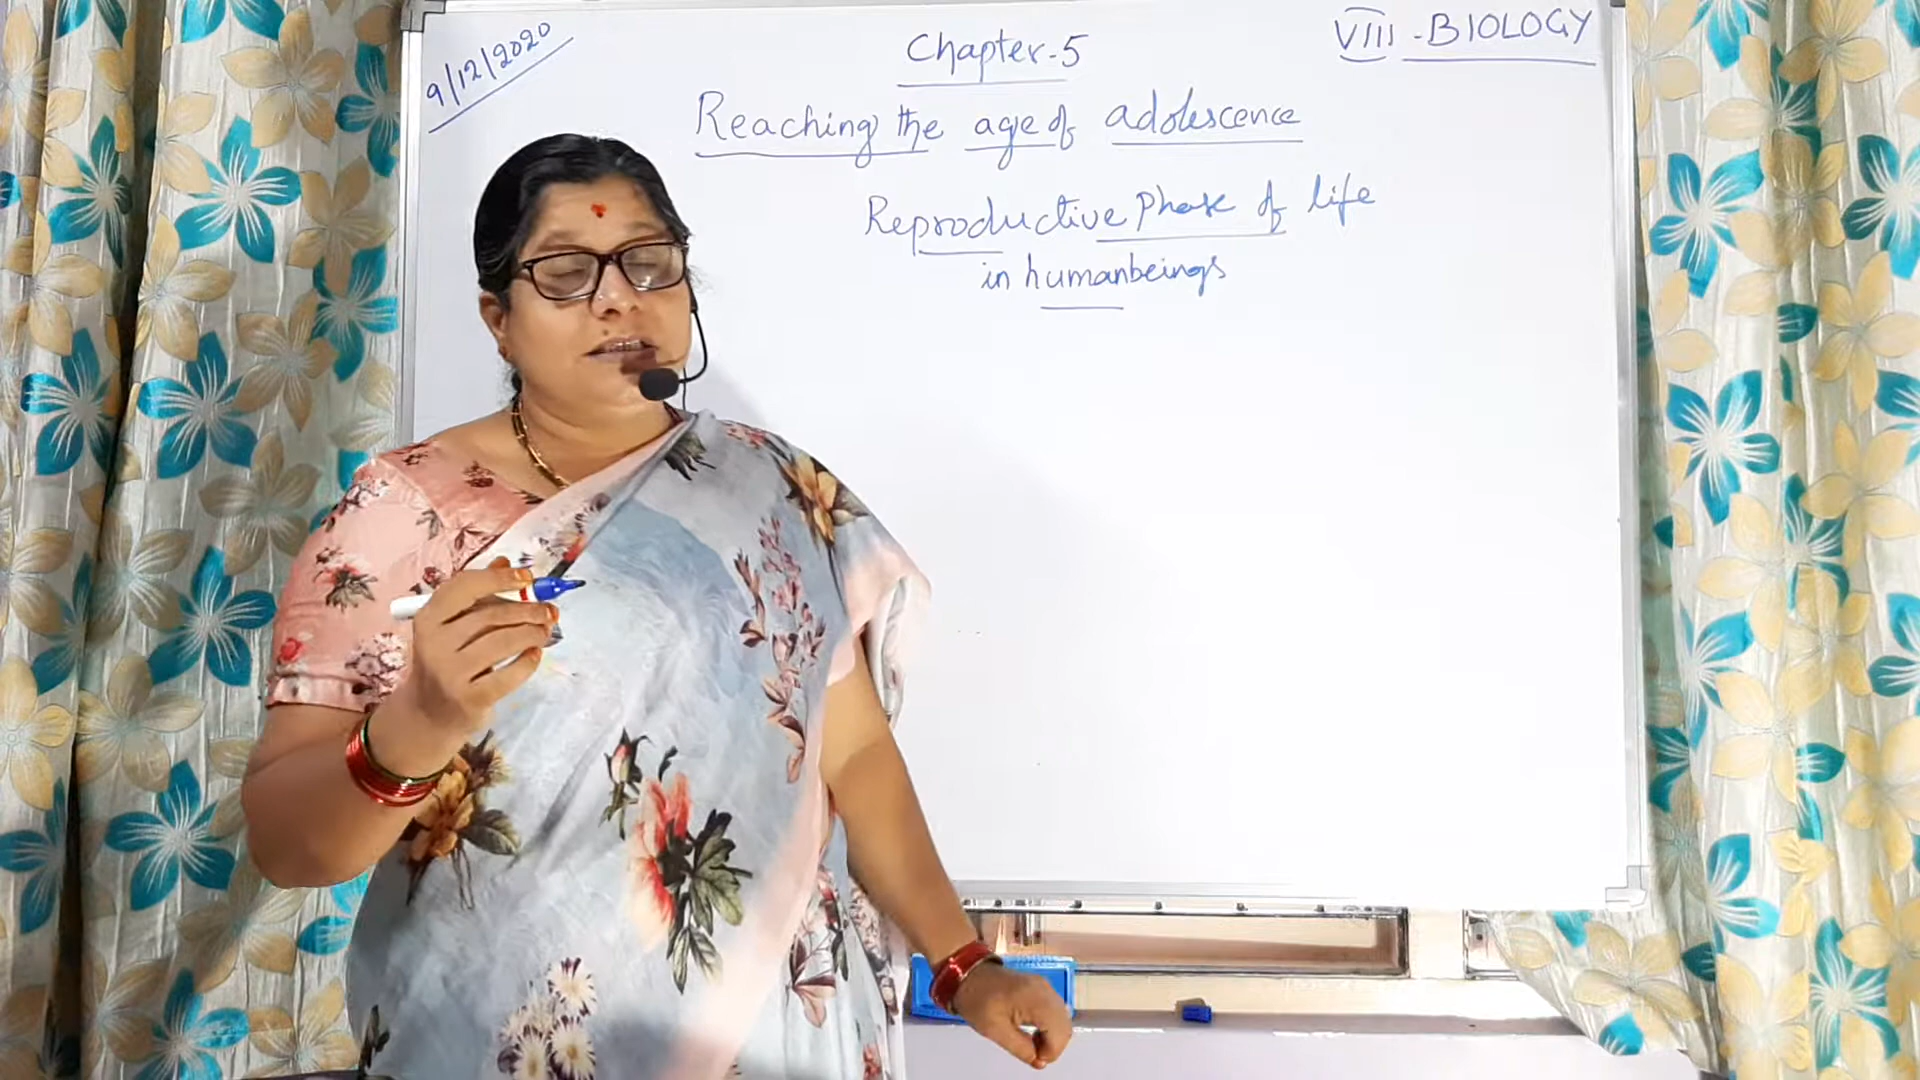 9/12/2020
Chapter-5
VIII - BIOLOGY
Reaching the age of adolescence
Reproductive Phase of life
in humanbeings